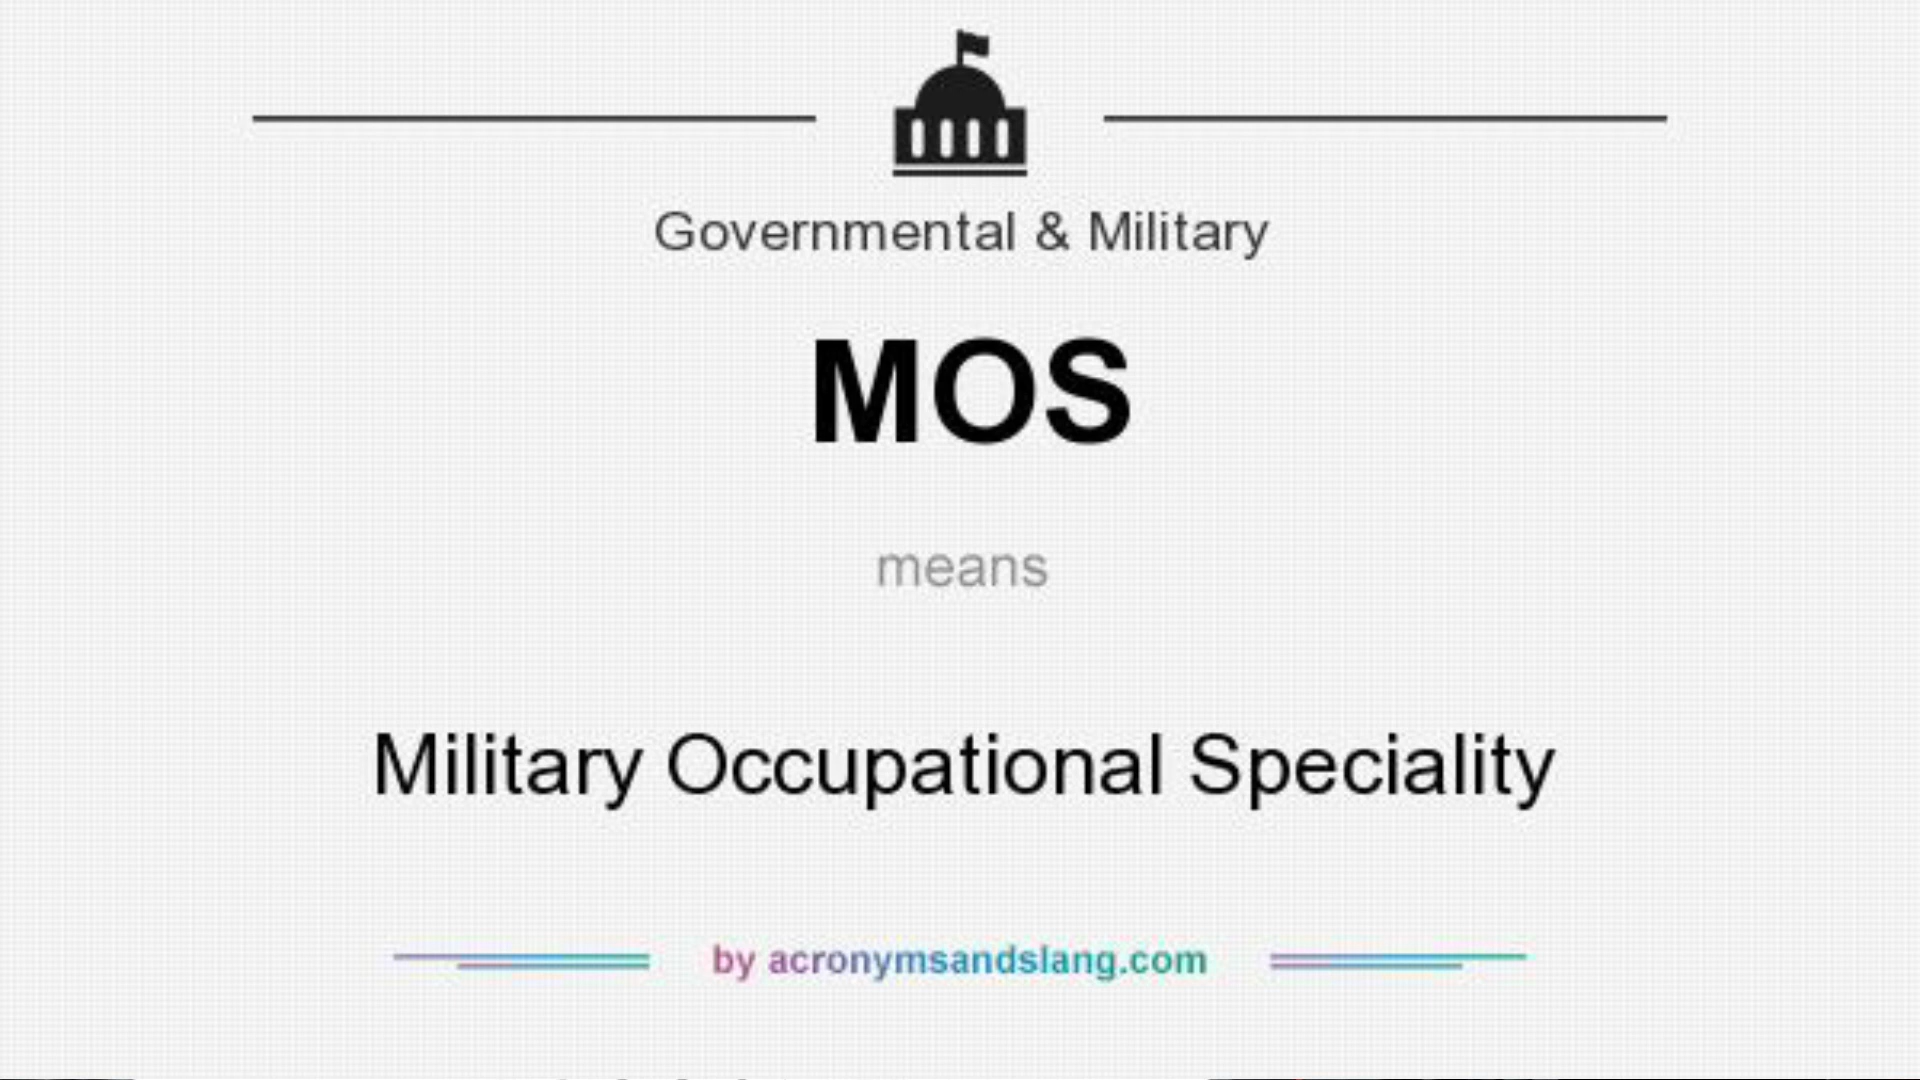 Governmental & Military
MOS
means
Military Occupational Speciality
by acronymsandslang.com